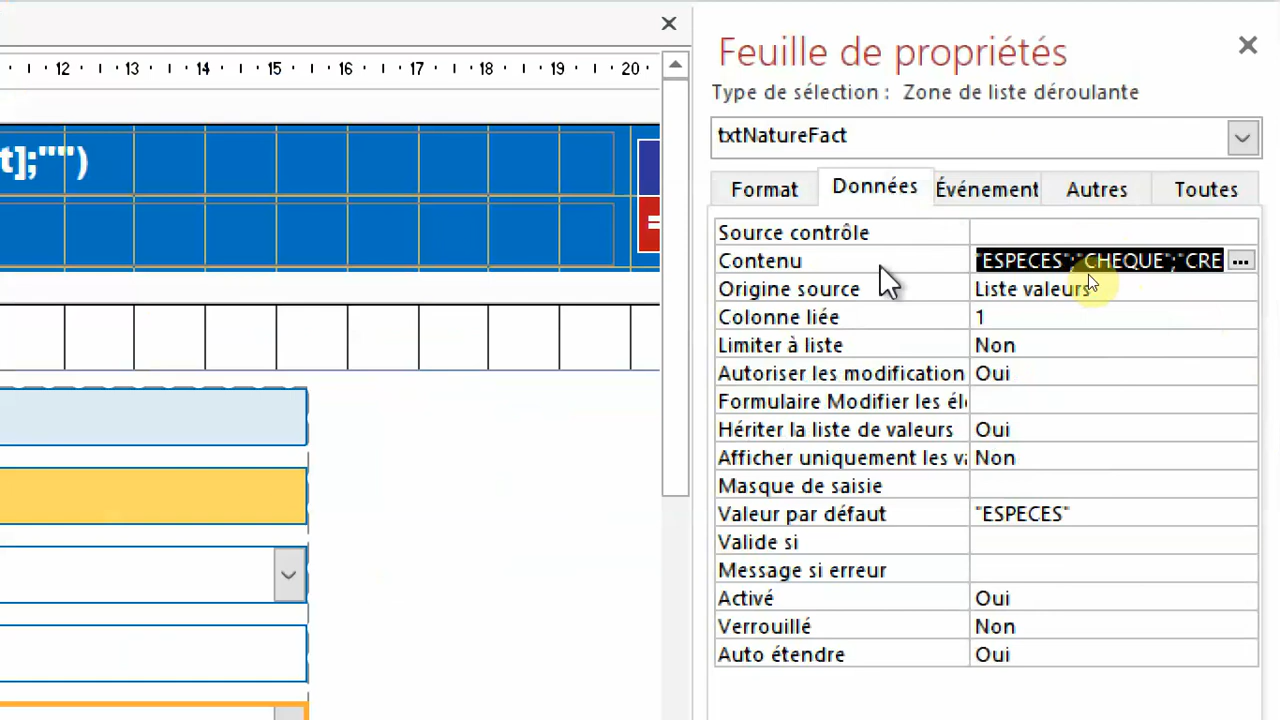 12 13 14 15 16 17 18 19 20
t];"")
=
Feuille de propriétés
Type de sélection : Zone de liste déroulante
txtNatureFact
Format Données Événement Autres Toutes
Source contrôle
Contenu "ESPECES";"CHEQUE";"CRE ...
Origine source Liste valeurs
Colonne liée 1
Limiter à liste Non
Autoriser les modification Oui
Formulaire Modifier les élé
Hériter la liste de valeurs Oui
Afficher uniquement les va Non
Masque de saisie
Valeur par défaut "ESPECES"
Valide si
Message si erreur
Activé Oui
Verrouillé Non
Auto étendre Oui